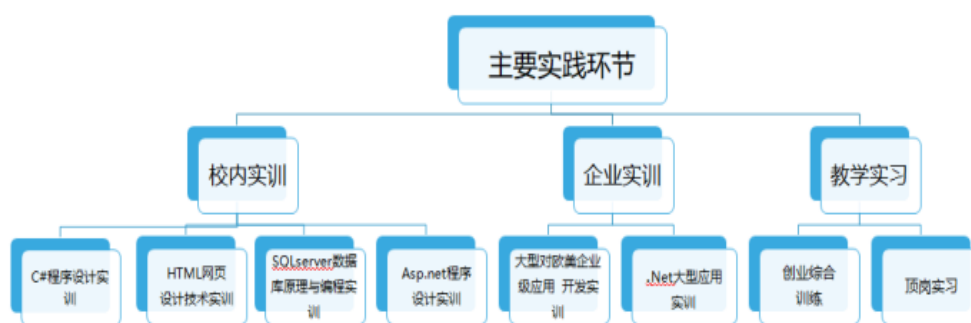 主要实践环节
校内实训
企业实训
教学实习
C#程序设计实
训
HTML网页
设计技术实训
SQLserver数据
库原理与编程实
训
Asp.net程序
设计实训
大型对欧美企业
级应用 开发实
训
.Net大型应用
实训
创业综合
训练
顶岗实习